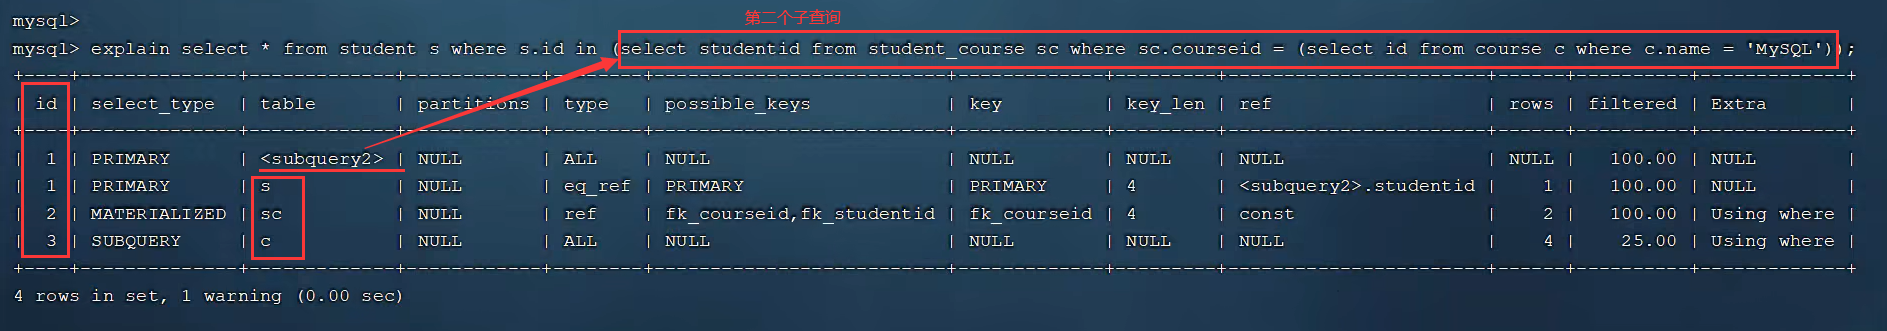 第二个子查询
mysql>
mysql> explain select * from student s where s.id in (select studentid from student_course sc where sc.courseid = (select id from course c where c.name = 'MySQL'));
+----+--------------+-------------+------------+--------+--------------------------+--------------+---------+-----------------------+------+----------+-------------+
| id | select_type | table | partitions | type | possible_keys | key | key_len | ref | rows | filtered | Extra |
+----+--------------+-------------+------------+--------+--------------------------+--------------+---------+-----------------------+------+----------+-------------+
| 1 | PRIMARY | <subquery2> | NULL | ALL | NULL | NULL | NULL | NULL | NULL | 100.00 | NULL |
| 1 | PRIMARY | s | NULL | eq_ref | PRIMARY | PRIMARY | 4 | <subquery2>.studentid | 1 | 100.00 | NULL |
| 2 | MATERIALIZED | sc | NULL | ref | fk_courseid,fk_studentid | fk_courseid | 4 | const | 2 | 100.00 | Using where |
| 3 | SUBQUERY | c | NULL | ALL | NULL | NULL | NULL | NULL | 4 | 25.00 | Using where |
+----+--------------+-------------+------------+--------+--------------------------+--------------+---------+-----------------------+------+----------+-------------+
4 rows in set, 1 warning (0.00 sec)